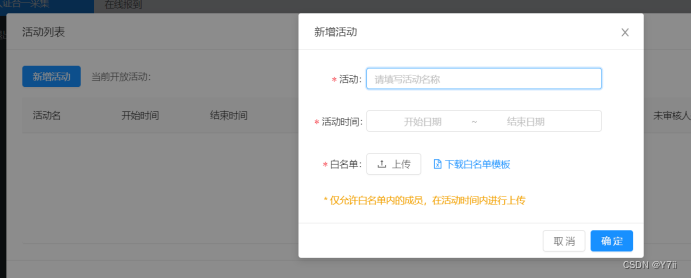 证合一采集
在线报到
活动列表
新增活动
当前开放活动:
活动名
开始时间
结束时间
未审核人
新增活动
* 活动: 请填写活动名称
* 活动时间: 开始日期 ~ 结束日期
* 白名单: 上传 下载白名单模板
* 仅允许白名单内的成员，在活动时间内进行上传
取消
确定
CSDN @Y7ii